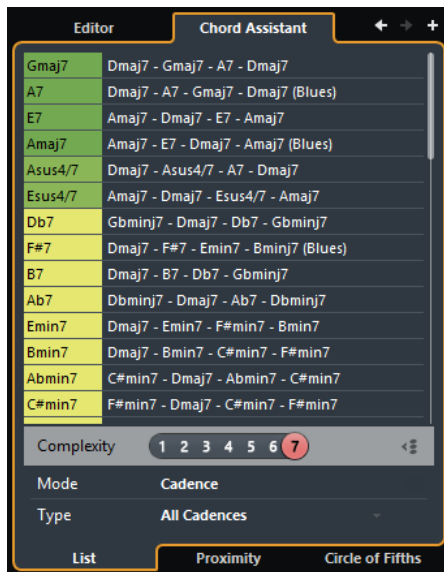 Editor Chord Assistant
Gmaj7 Dmaj7 - Gmaj7 - A7 - Dmaj7
A7 Dmaj7 - A7 - Gmaj7 - Dmaj7 (Blues)
E7 Amaj7 - Dmaj7 - E7 - Amaj7
Amaj7 Amaj7 - E7 - Dmaj7 - Amaj7 (Blues)
Asus4/7 Dmaj7 - Asus4/7 - A7 - Dmaj7
Esus4/7 Amaj7 - Dmaj7 - Esus4/7 - Amaj7
Db7 Gbminj7 - Dmaj7 - Db7 - Gbminj7
F#7 Dmaj7 - F#7 - Emin7 - Bminj7 (Blues)
B7 Dmaj7 - B7 - Db7 - Gbminj7
Ab7 Dbminj7 - Dmaj7 - Ab7 - Dbminj7
Emin7 Dmaj7 - Emin7 - F#min7 - Bmin7
Bmin7 Dmaj7 - Bmin7 - C#min7 - F#min7
Abmin7 C#min7 - Dmaj7 - Abmin7 - C#min7
C#min7 F#min7 - Dmaj7 - C#min7 - F#min7
Complexity 1 2 3 4 5 6 7
Mode Cadence
Type All Cadences
List Proximity Circle of Fifths